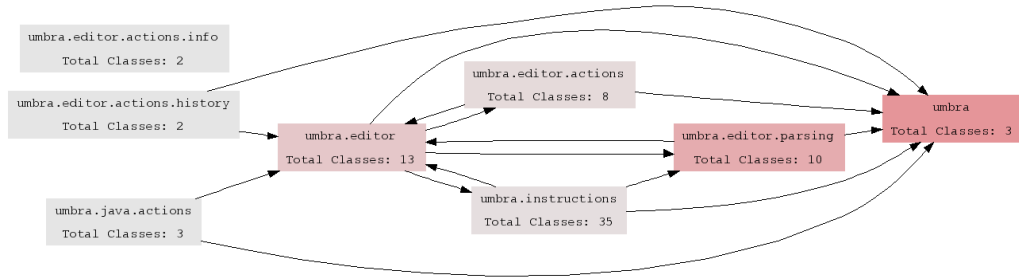 umbra.editor.actions.info
Total Classes: 2
umbra.editor.actions.history
Total Classes: 2
umbra.java.actions
Total Classes: 3
umbra.editor
Total Classes: 13
umbra.editor.actions
Total Classes: 8
umbra.instructions
Total Classes: 35
umbra.editor.parsing
Total Classes: 10
umbra
Total Classes: 3